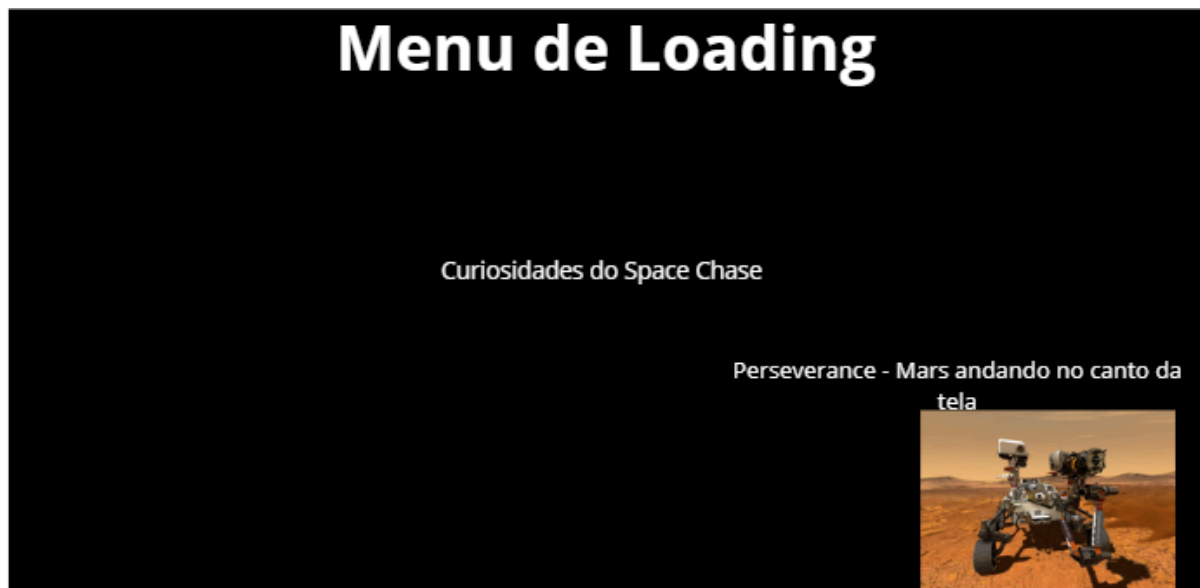 Menu de Loading
Curiosidades do Space Chase
Perseverance - Mars andando no canto da
tela